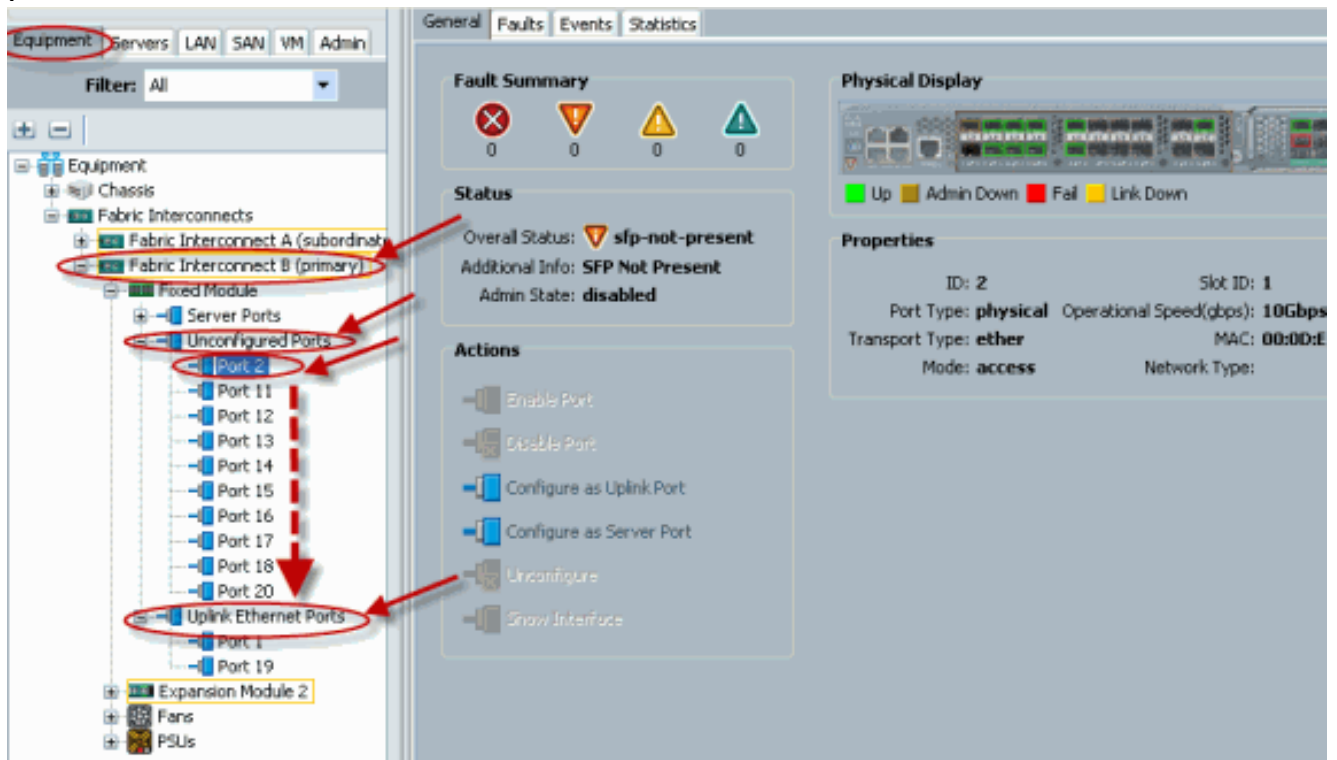 Equipment Servers LAN SAN VM Admin
Filter: All
Equipment
Chassis
Fabric Interconnects
Fabric Interconnect A (subordinate
Fabric Interconnect B (primary)
Fixed Module
Server Ports
Unconfigured Ports
Port 2
Port 11
Port 12
Port 13
Port 14
Port 15
Port 16
Port 17
Port 18
Port 20
Uplink Ethernet Ports
Port 1
Port 19
Expansion Module 2
Fans
PSUs
General Faults Events Statistics
Fault Summary
0 0 0 0
Status
Overall Status: sfp-not-present
Additional Info: SFP Not Present
Admin State: disabled
Actions
Enable Port
Disable Port
Configure as Uplink Port
Configure as Server Port
Unconfigure
Show Interface
Physical Display
Up Admin Down Fail Link Down
Properties
ID: 2 Slot ID: 1
Port Type: physical Operational Speed(gbps): 10Gbps
Transport Type: ether MAC: 00:0D:E
Mode: access Network Type: